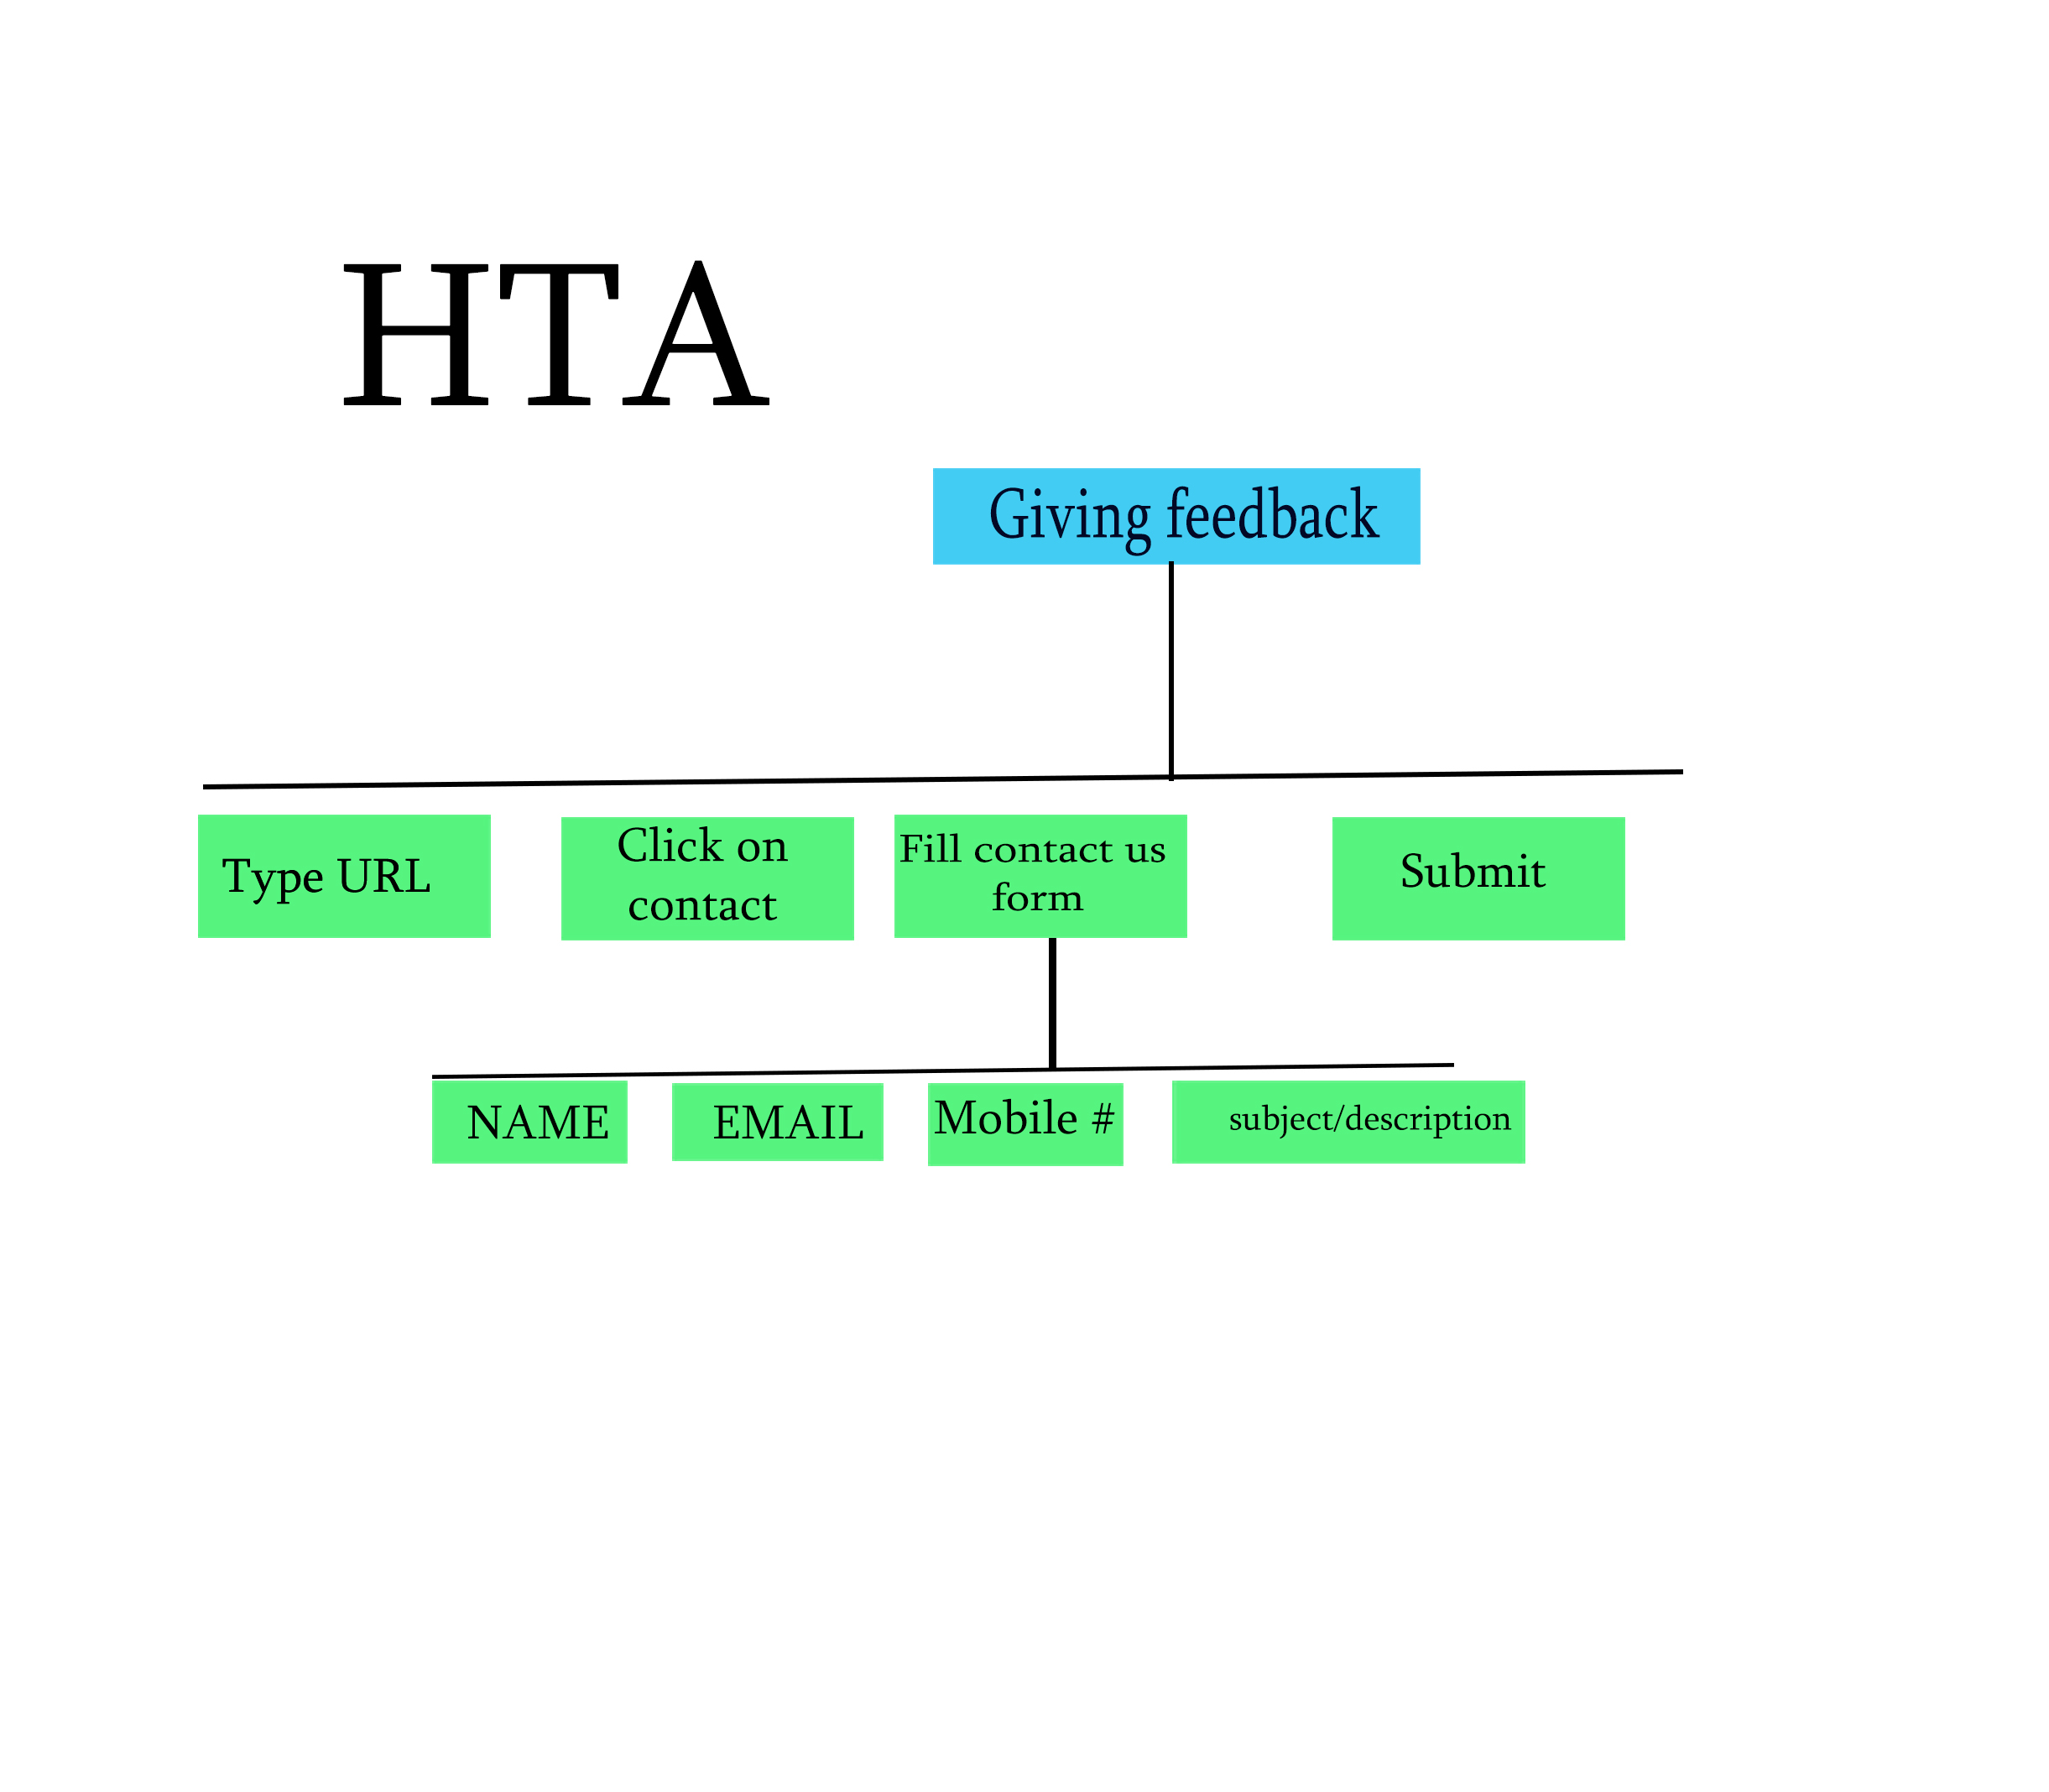 HTA
Giving feedback
Type URL
Click on
contact
Fill contact us
form
Submit
NAME
EMAIL
Mobile #
subject/description